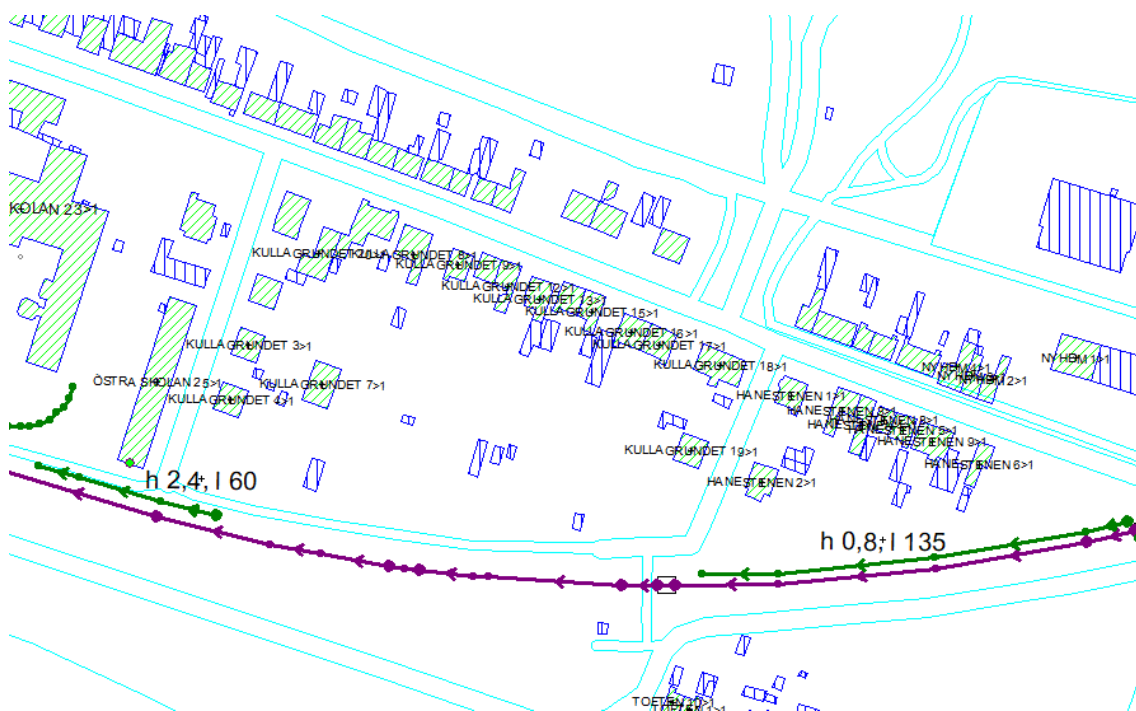 KOLAN 23>1
KULLAGRUNDET 8>1
KULLAGRUNDET 9>1
KULLAGRUNDET 12>1
KULLAGRUNDET 13>1
KULLAGRUNDET 15>1
KULLAGRUNDET 16>1
KULLAGRUNDET 17>1
KULLAGRUNDET 3>1
KULLAGRUNDET 18>1
NYHEM 1>1
NYHEM 2>1
ÖSTRA SKOLAN 25>1
KULLAGRUNDET 7>1
KULLAGRUNDET 4>1
HANESTENEN 1>1
HANESTENEN 5>1
HANESTENEN 9>1
KULLAGRUNDET 19>1
HANESTENEN 6>1
HANESTENEN 2>1
h 2,4, l 60
h 0,8, l 135